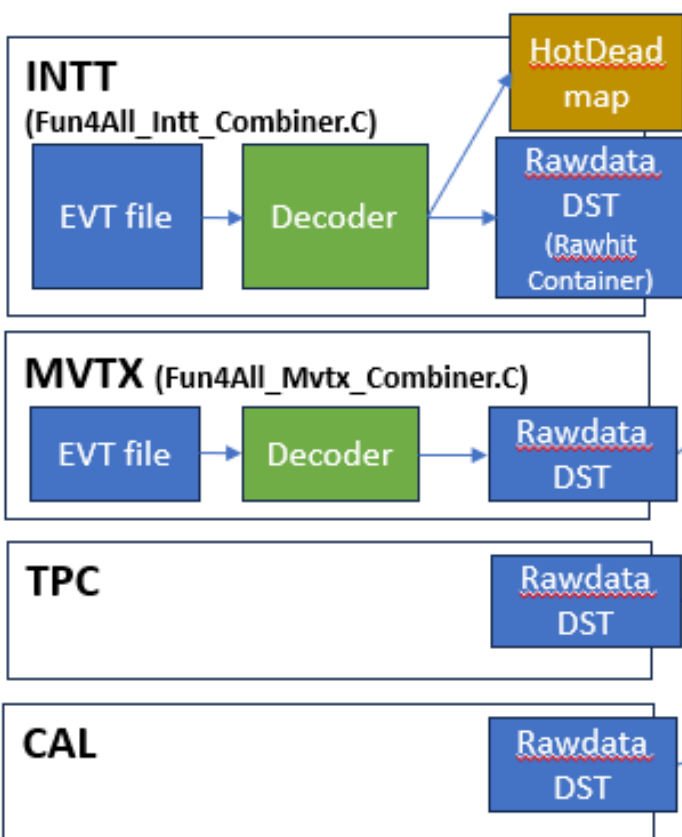 INTT
(Fun4All_Intt_Combiner.C)
HotDead
map
EVT file
Decoder
Rawdata
DST
(Rawhit
Container)
MVTX (Fun4All_Mvtx_Combiner.C)
EVT file
Decoder
Rawdata
DST
TPC
Rawdata
DST
CAL
Rawdata
DST